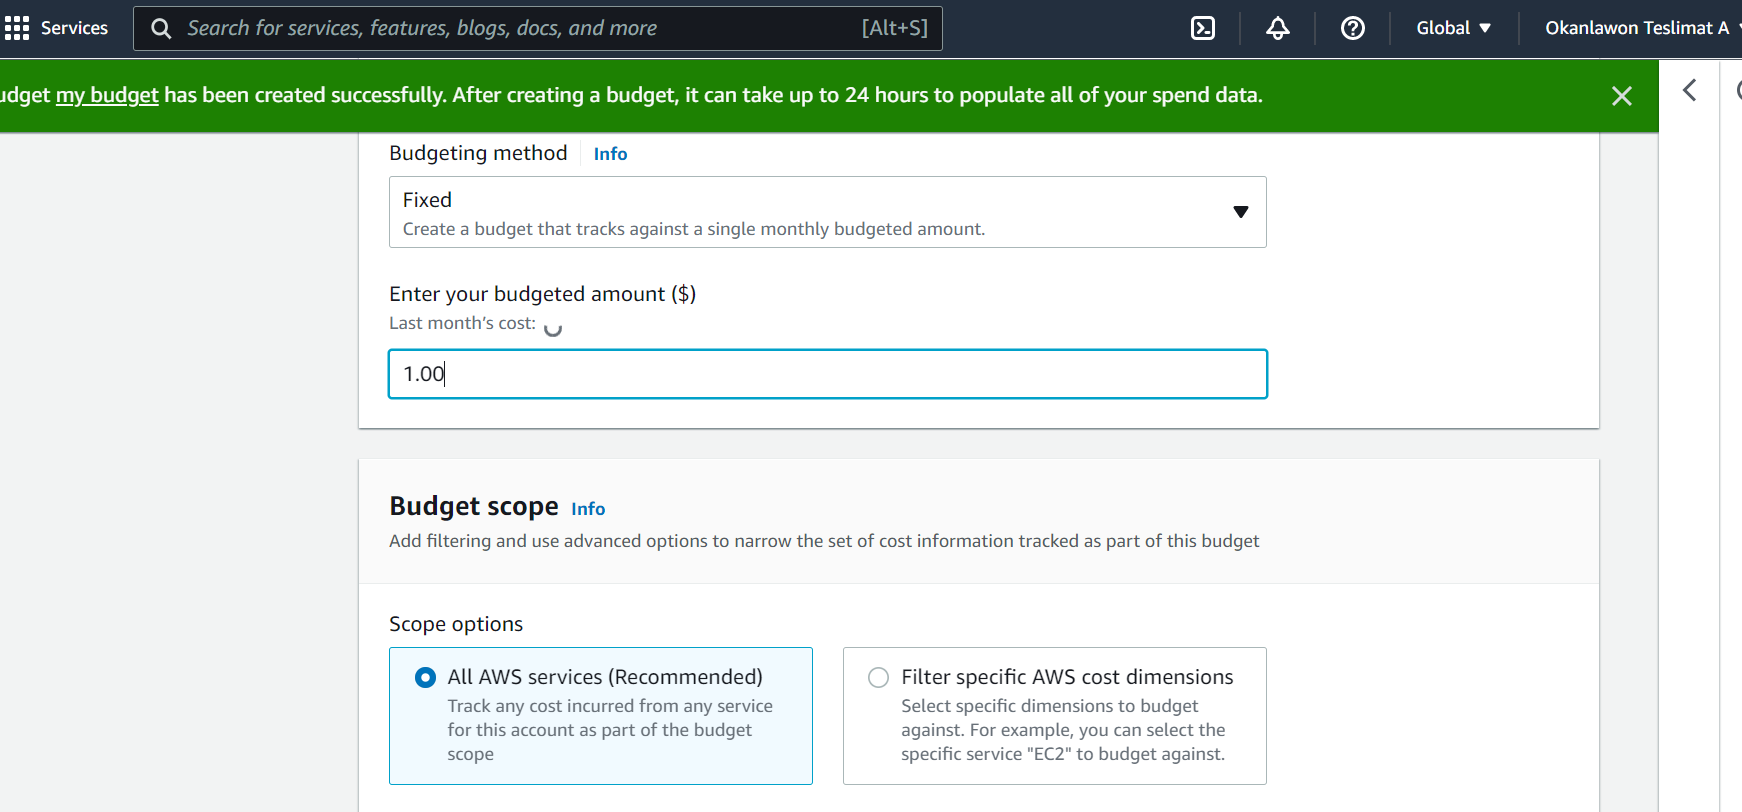 Services
Search for services, features, blogs, docs, and more [Alt+S]
Global
Okanlawon Teslimat A
my budget has been created successfully. After creating a budget, it can take up to 24 hours to populate all of your spend data.
Budgeting method Info
Fixed
Create a budget that tracks against a single monthly budgeted amount.
Enter your budgeted amount ($)
Last month's cost:
1.00
Budget scope Info
Add filtering and use advanced options to narrow the set of cost information tracked as part of this budget
Scope options
All AWS services (Recommended)
Track any cost incurred from any service
for this account as part of the budget
scope
Filter specific AWS cost dimensions
Select specific dimensions to budget
against. For example, you can select the
specific service "EC2" to budget against.